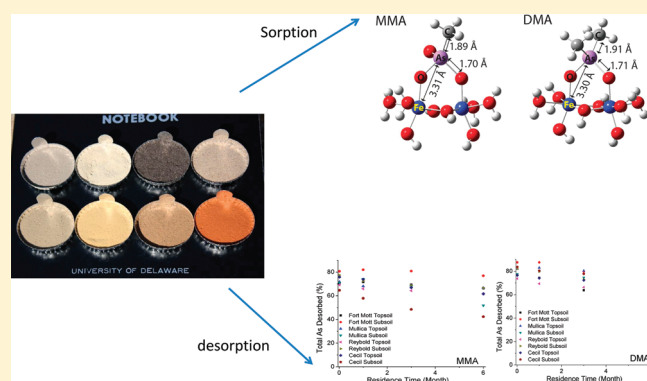 Sorption
MMA
DMA
As
1.89 Å
1.70 Å
O
3.31 Å
Fe
As
1.91 Å
1.71 Å
O
3.30 Å
Fe
NOTEBOOK
UNIVERSITY OF DELAWARE
desorption
Total As Desorbed (%)
80
60
40
20
0
Fort Mott Topsoil
Fort Mott Subsoil
Mullica Topsoil
Mullica Subsoil
Reybold Topsoil
Reybold Subsoil
Cecil Topsoil
Cecil Subsoil
MMA
0 2 4 6
Residence Time (Month)
Total As Desorbed (%)
80
60
40
20
0
Fort Mott Topsoil
Fort Mott Subsoil
Mullica Topsoil
Mullica Subsoil
Reybold Topsoil
Reybold Subsoil
Cecil Topsoil
Cecil Subsoil
DMA
0 2 4
Residence Time (Month)